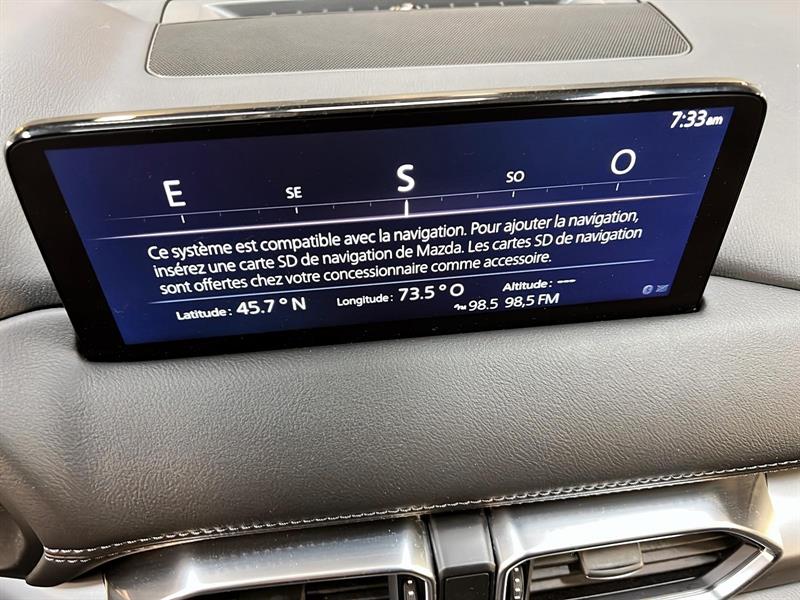 7:33am
E SE S SO O
Ce système est compatible avec la navigation. Pour ajouter la navigation,
insérez une carte SD de navigation de Mazda. Les cartes SD de navigation
sont offertes chez votre concessionnaire comme accessoire.
Latitude: 45.7° N Longitude: 73.5° O Altitude: ---
FM 98.5 98,5 FM